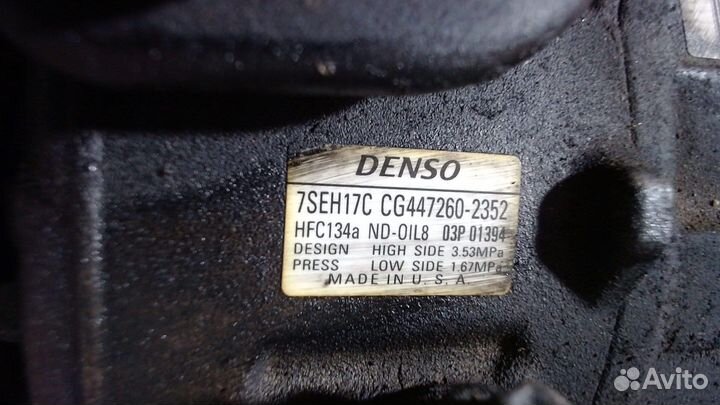 DENSO
7SEH17C CG447260-2352
HFC134a ND-OIL8 03P 01394
DESIGN HIGH SIDE 3.53MPa
PRESS LOW SIDE 1.67MPa
MADE IN U.S.A.
Avito